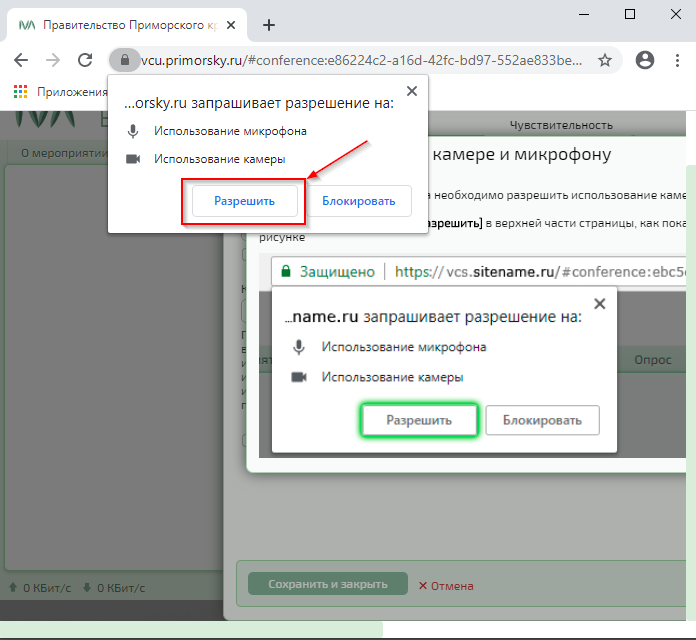 Правительство Приморского кр
vcu.primorsky.ru/#conference:e86224c2-a16d-42fc-bd97-552ae833be...
Приложения
...orsky.ru запрашивает разрешение на:
Использование микрофона
Использование камеры
Разрешить
Блокировать
Чувствительность
О мероприятии
камере и микрофону
а необходимо разрешить использование каме
азрешить] в верхней части страницы, как пока
рисунке
Защищено
https://vcs.sitename.ru/#conference:ebc5
...name.ru запрашивает разрешение на:
Использование микрофона
Использование камеры
Разрешить
Блокировать
Опрос
0 КБит/с
0 КБит/с
Сохранить и закрыть
Отмена